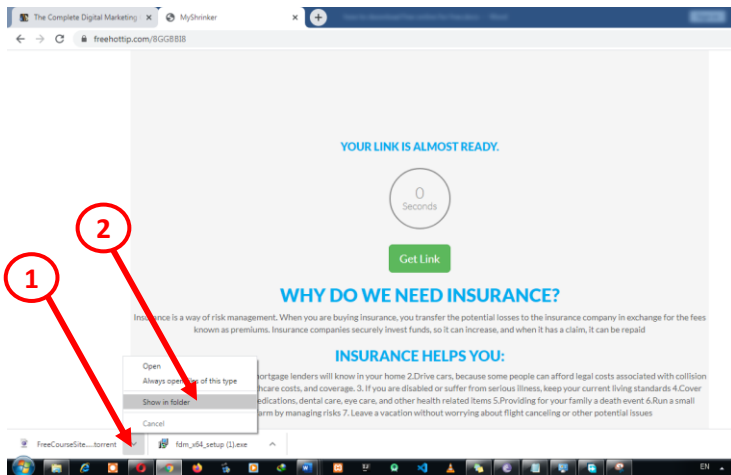 The Complete Digital Marketing
MyShrinker
freehottip.com/8GGBBI8
YOUR LINK IS ALMOST READY.
0
Seconds
Get Link
2
1
WHY DO WE NEED INSURANCE?
Insurance is a way of risk management. When you are buying insurance, you transfer the potential losses to the insurance company in exchange for the fees
known as premiums. Insurance companies securely invest funds, so it can increase, and when it has a claim, it can be repaid
INSURANCE HELPS YOU:
ortgage lenders will know in your home 2.Drive cars, because some people can afford legal costs associated with collision
hcare costs, and coverage. 3. If you are disabled or suffer from serious illness, keep your current living standards 4.Cover
edications, dental care, eye care, and other health related items 5.Providing for your family a death event 6.Run a small
arm by managing risks 7. Leave a vacation without worrying about flight canceling or other potential issues
Open
Always open files of this type
Show in folder
Cancel
FreeCourseSite....torrent
fdm_x64_setup (1).exe
EN